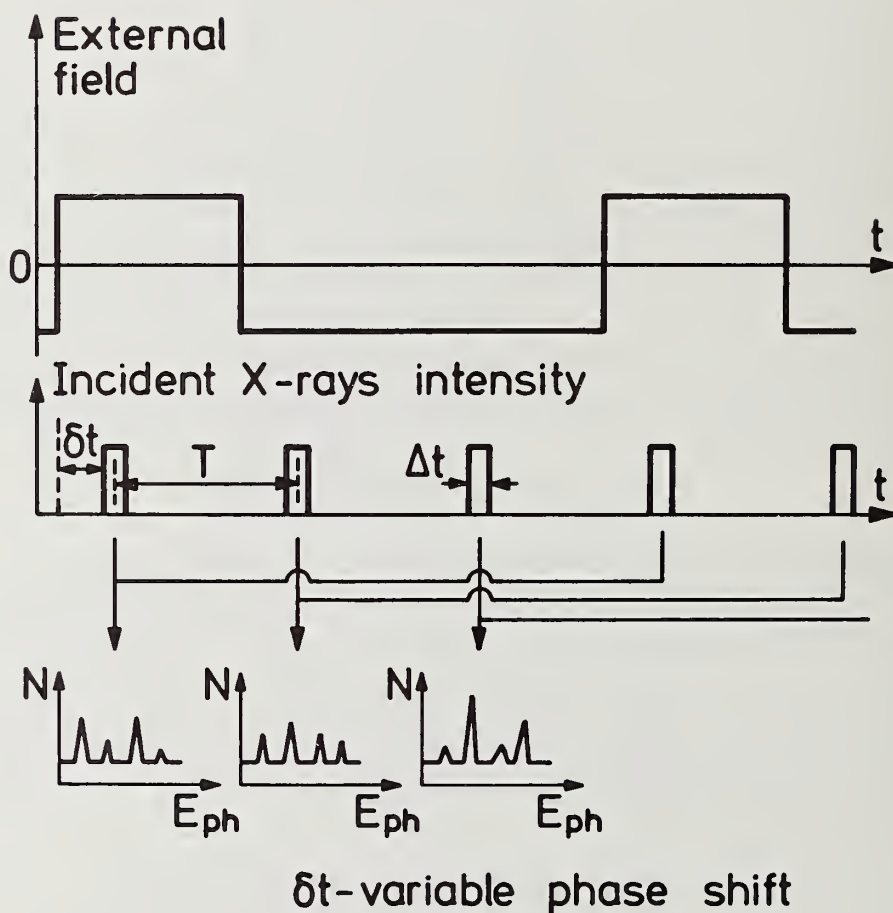 External
field
t
0
Incident X-rays intensity
δt
T
Δt
t
N
N
N
Eph
Eph
Eph
δt-variable phase shift